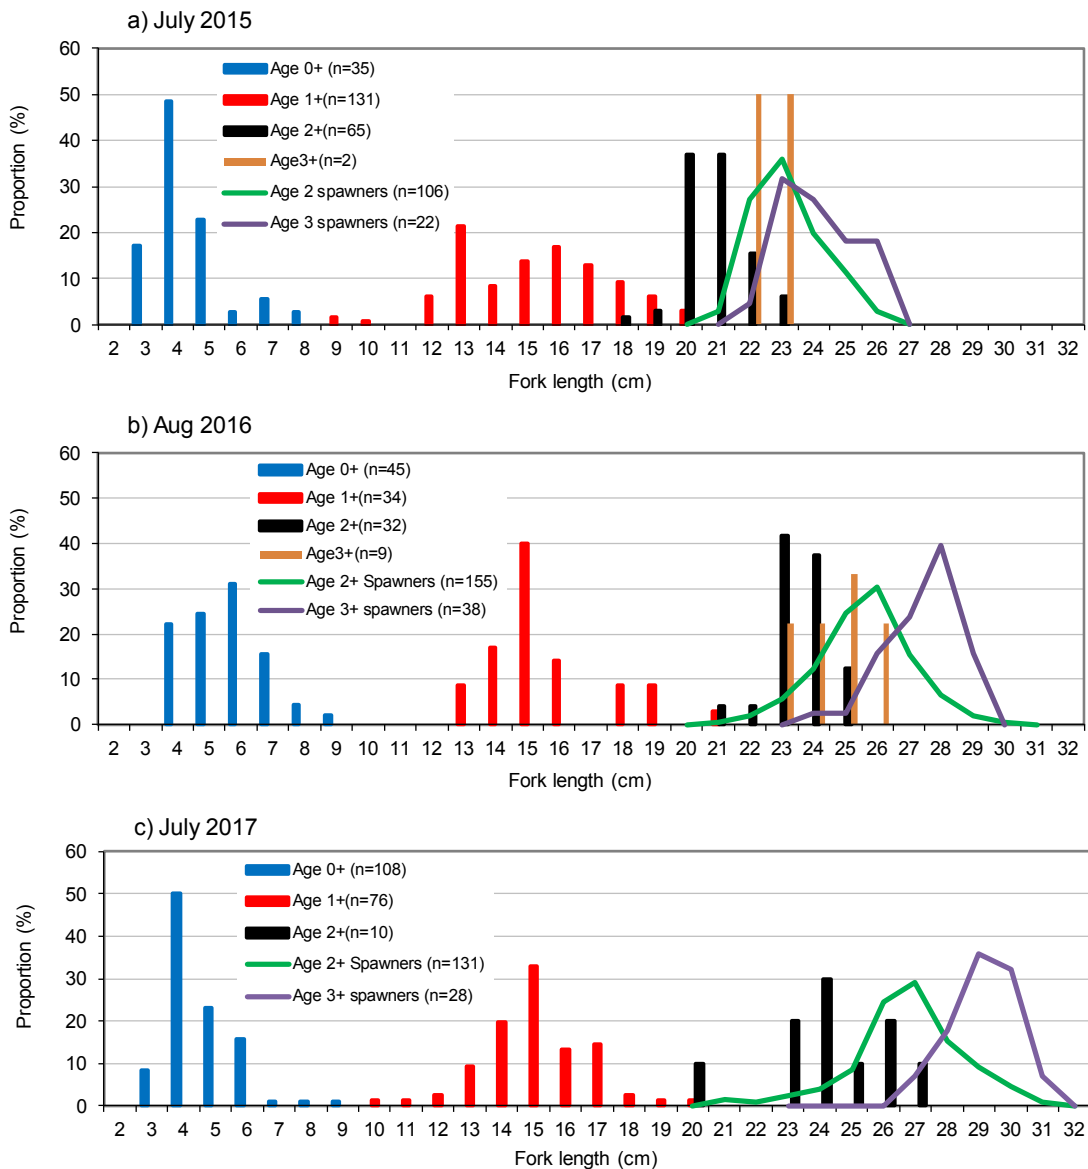 a) July 2015
Proportion (%)
60
50
40
30
20
10
0
Age 0+ (n=35)
Age 1+(n=131)
Age 2+(n=65)
Age3+(n=2)
Age 2 spawners (n=106)
Age 3 spawners (n=22)
2 3 4 5 6 7 8 9 10 11 12 13 14 15 16 17 18 19 20 21 22 23 24 25 26 27 28 29 30 31 32
Fork length (cm)
b) Aug 2016
Proportion (%)
60
50
40
30
20
10
0
Age 0+ (n=45)
Age 1+(n=34)
Age 2+(n=32)
Age3+(n=9)
Age 2+ Spawners (n=155)
Age 3+ spawners (n=38)
2 3 4 5 6 7 8 9 10 11 12 13 14 15 16 17 18 19 20 21 22 23 24 25 26 27 28 29 30 31 32
Fork length (cm)
c) July 2017
Proportion (%)
60
50
40
30
20
10
0
Age 0+ (n=108)
Age 1+(n=76)
Age 2+(n=10)
Age 2+ Spawners (n=131)
Age 3+ spawners (n=28)
2 3 4 5 6 7 8 9 10 11 12 13 14 15 16 17 18 19 20 21 22 23 24 25 26 27 28 29 30 31 32
Fork length (cm)